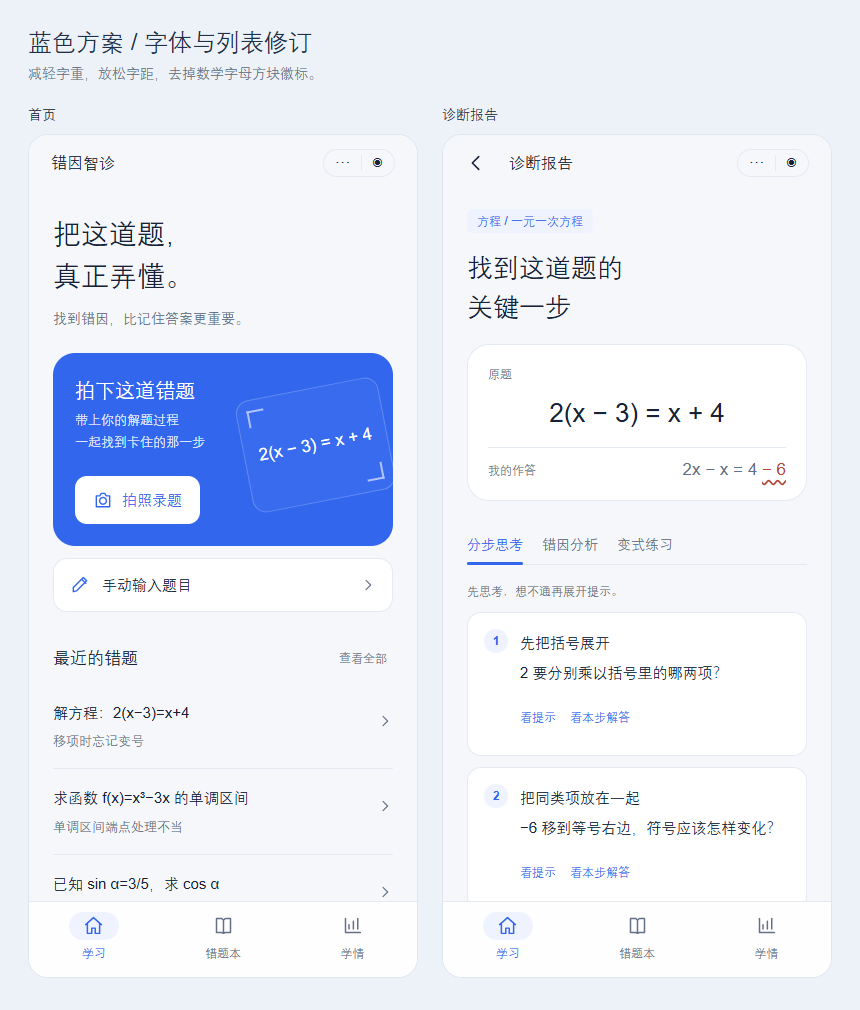 蓝色方案 / 字体与列表修订
减轻字重，放松字距，去掉数学字母方块徽标。
首页
错因智诊
把这道题，
真正弄懂。
找到错因，比记住答案更重要。
拍下这道错题
带上你的解题过程
一起找到卡住的那一步
2(x − 3) = x + 4
拍照录题
手动输入题目
最近的错题
查看全部
解方程：2(x−3)=x+4
移项时忘记变号
求函数 f(x)=x³−3x 的单调区间
单调区间端点处理不当
已知 sin α=3/5，求 cos α
学习
错题本
学情
诊断报告
诊断报告
方程 / 一元一次方程
找到这道题的
关键一步
原题
2(x − 3) = x + 4
我的作答
2x − x = 4 − 6
分步思考
错因分析
变式练习
先思考，想不通再展开提示。
1
先把括号展开
2 要分别乘以括号里的哪两项？
看提示
看本步解答
2
把同类项放在一起
−6 移到等号右边，符号应该怎样变化？
看提示
看本步解答
学习
错题本
学情